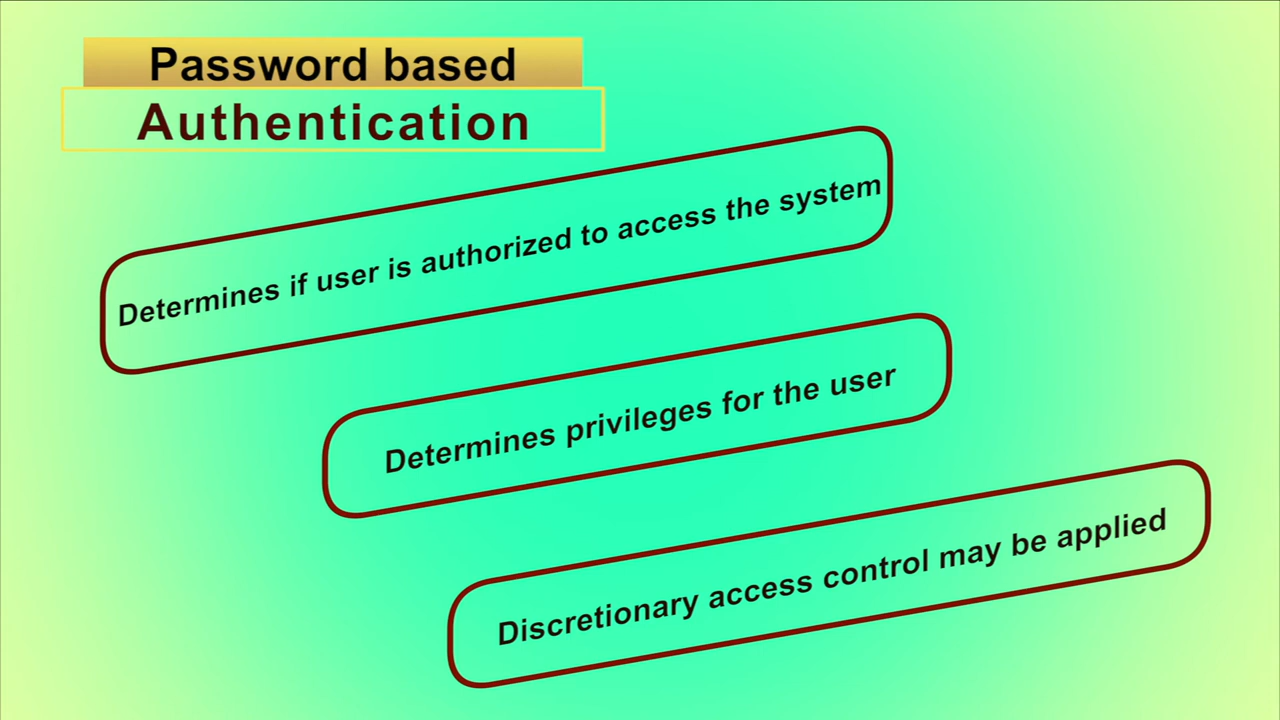 Password based
Authentication
Determines if user is authorized to access the system
Determines privileges for the user
Discretionary access control may be applied